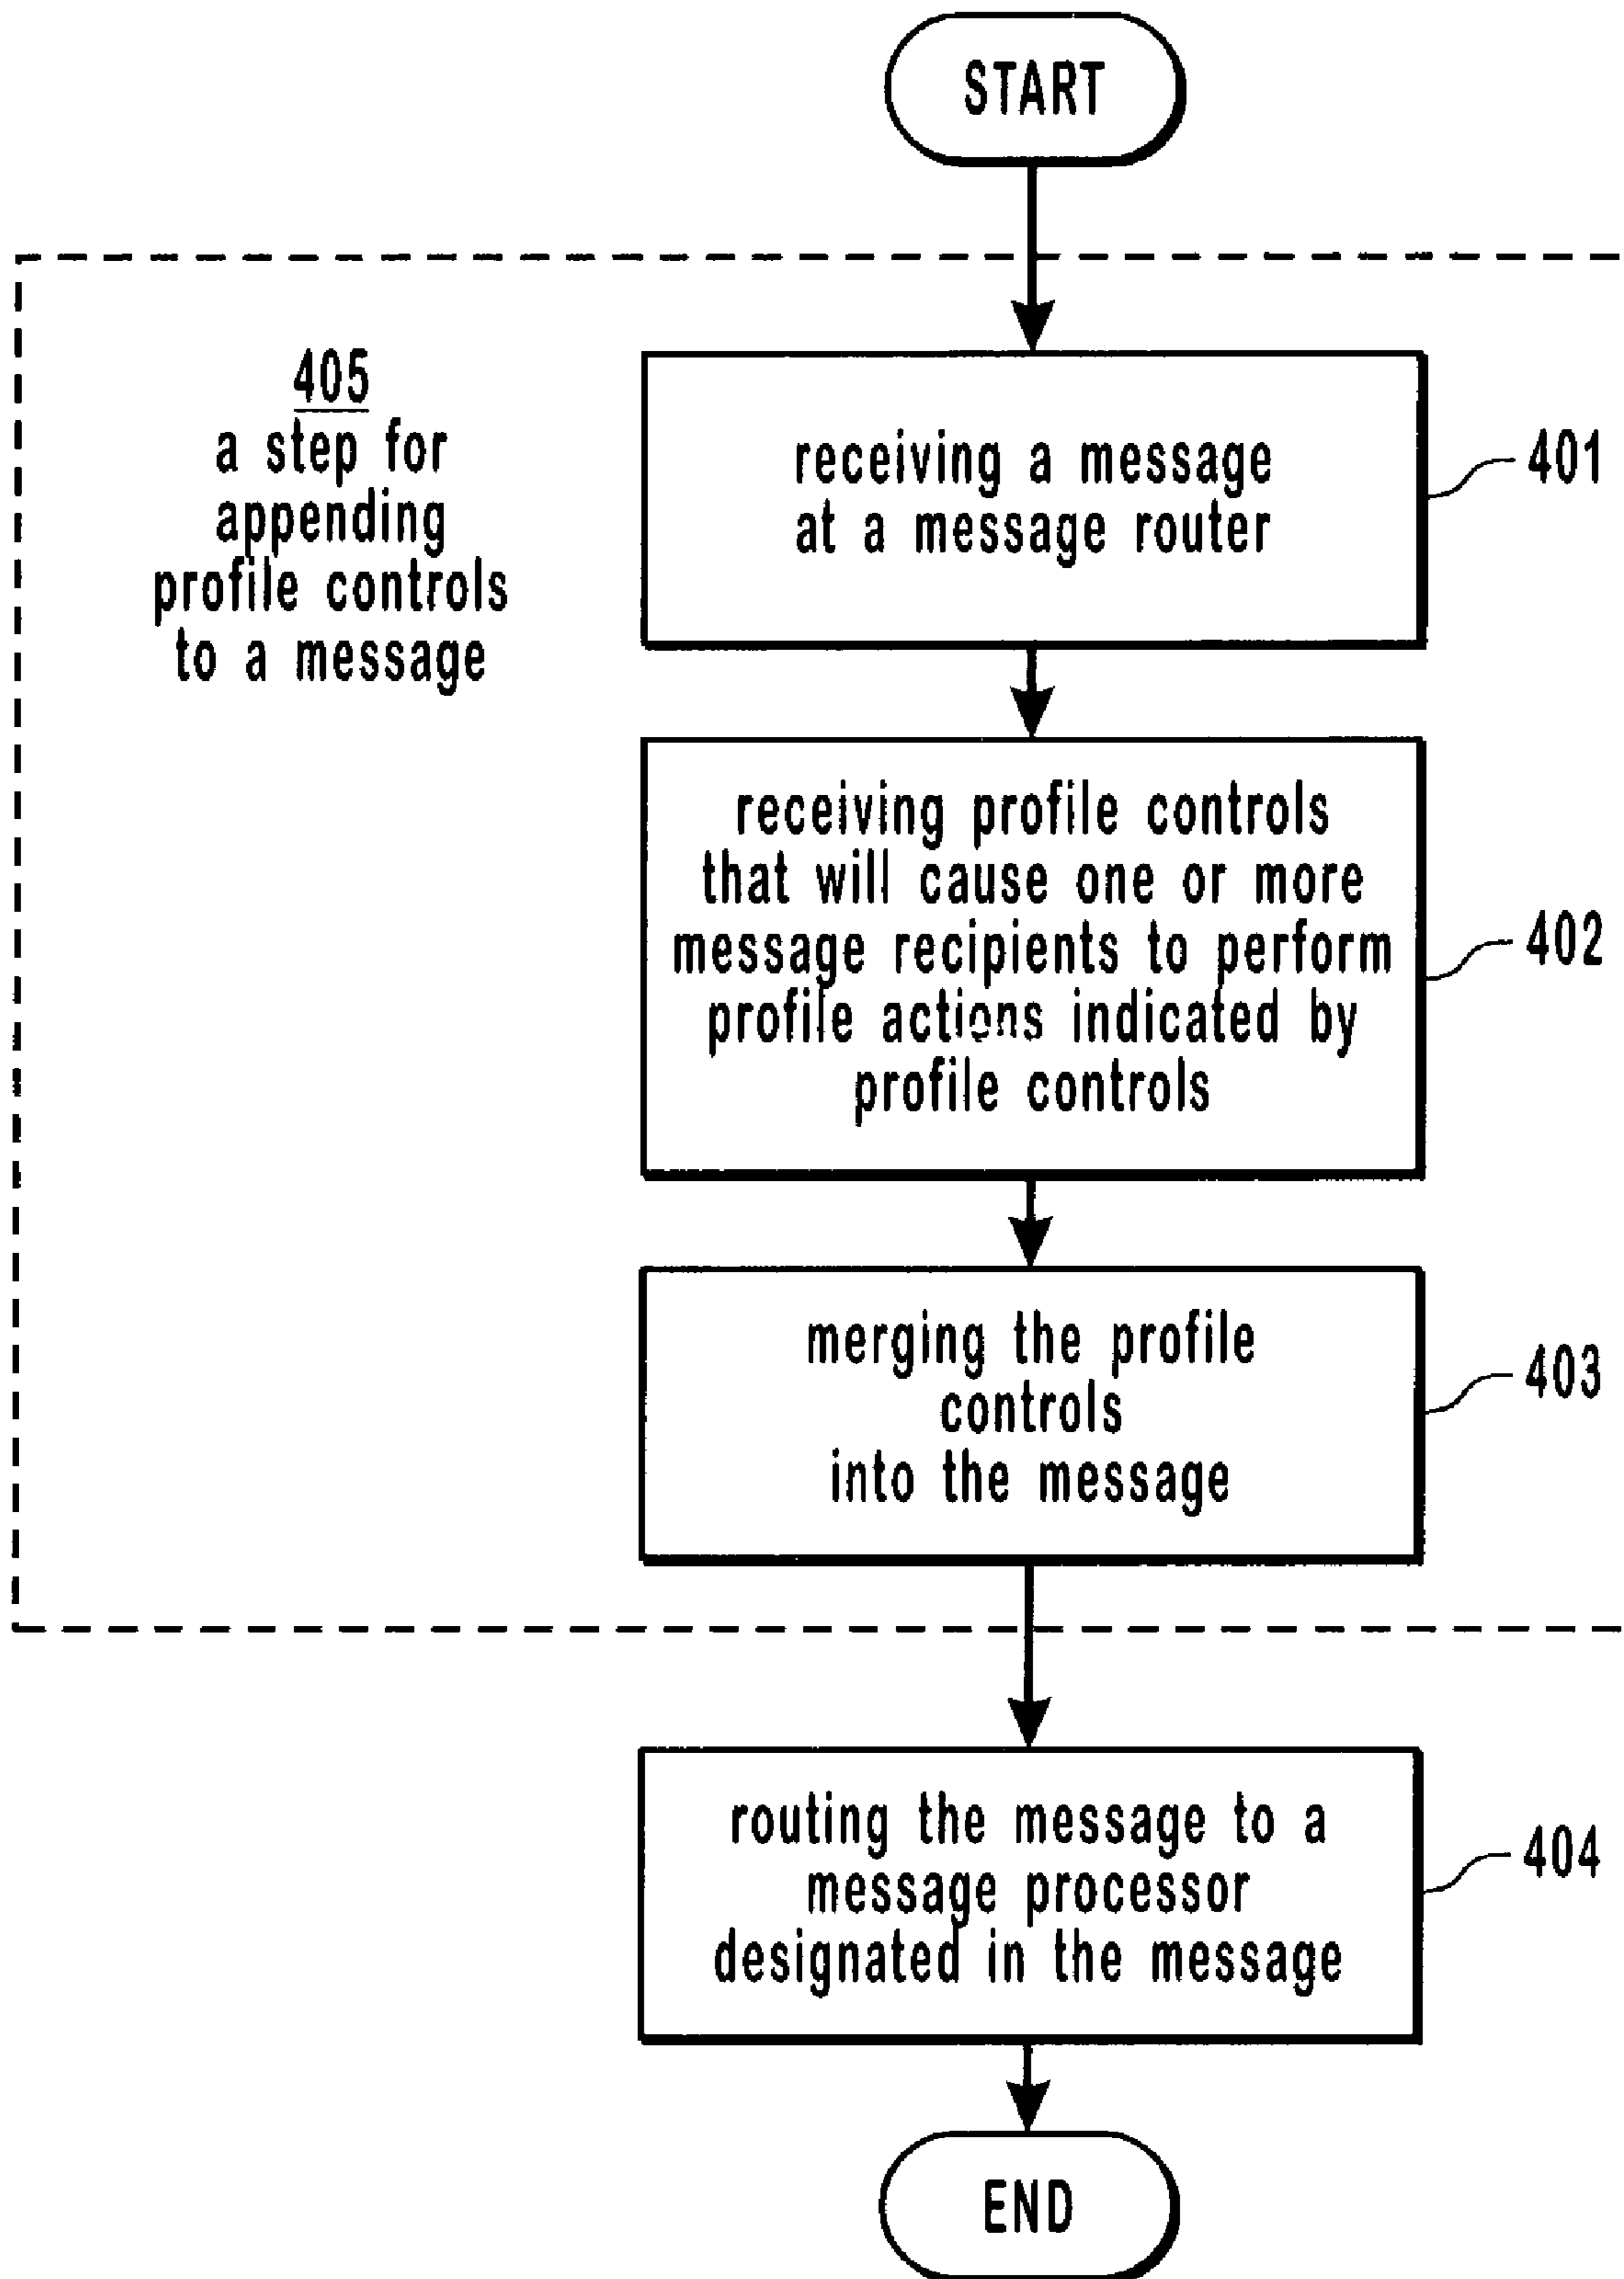 START
405
a step for
appending
profile controls
to a message
receiving a message
at a message router
401
receiving profile controls
that will cause one or more
message recipients to perform
profile actions indicated by
profile controls
402
merging the profile
controls
into the message
403
routing the message to a
message processor
designated in the message
404
END